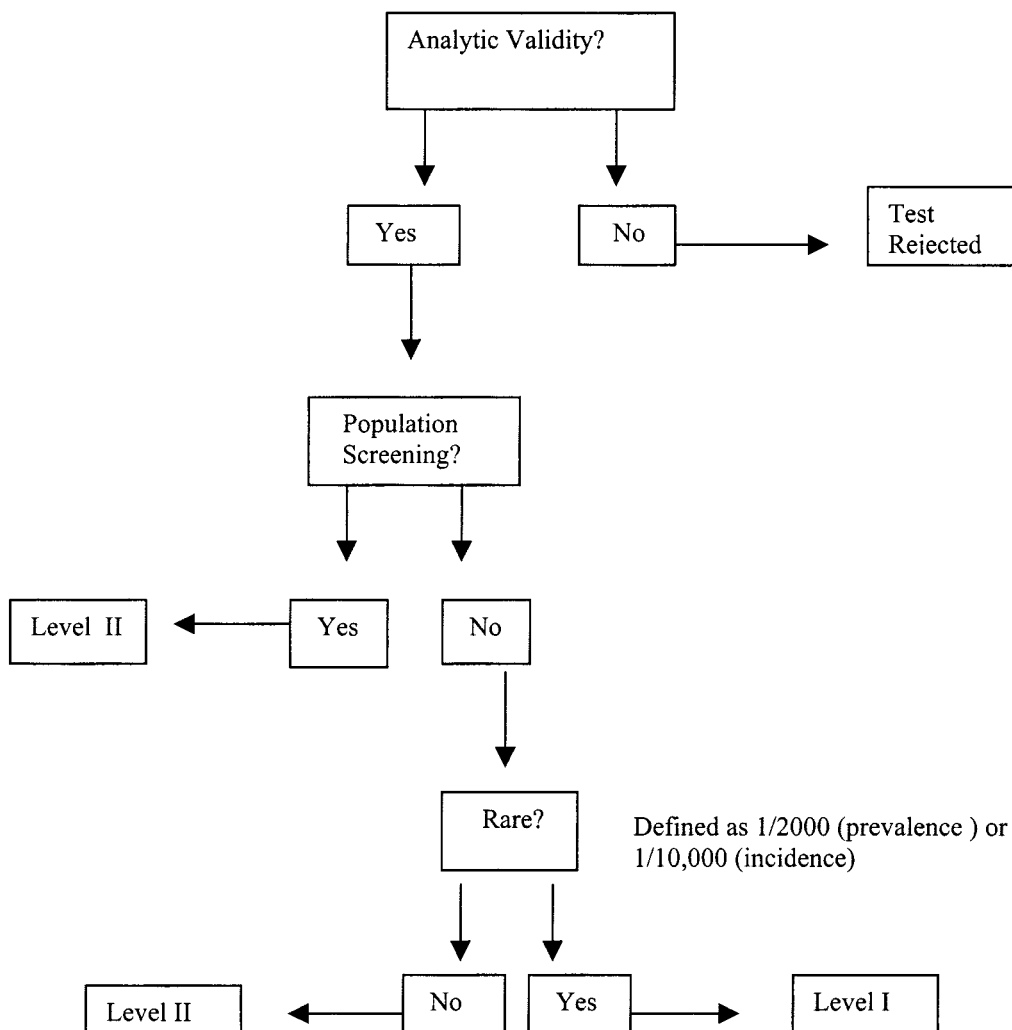 Analytic Validity?
Yes
No
Test
Rejected
Population
Screening?
Level II
Yes
No
Rare?
Defined as 1/2000 (prevalence ) or
1/10,000 (incidence)
Level II
No
Yes
Level I